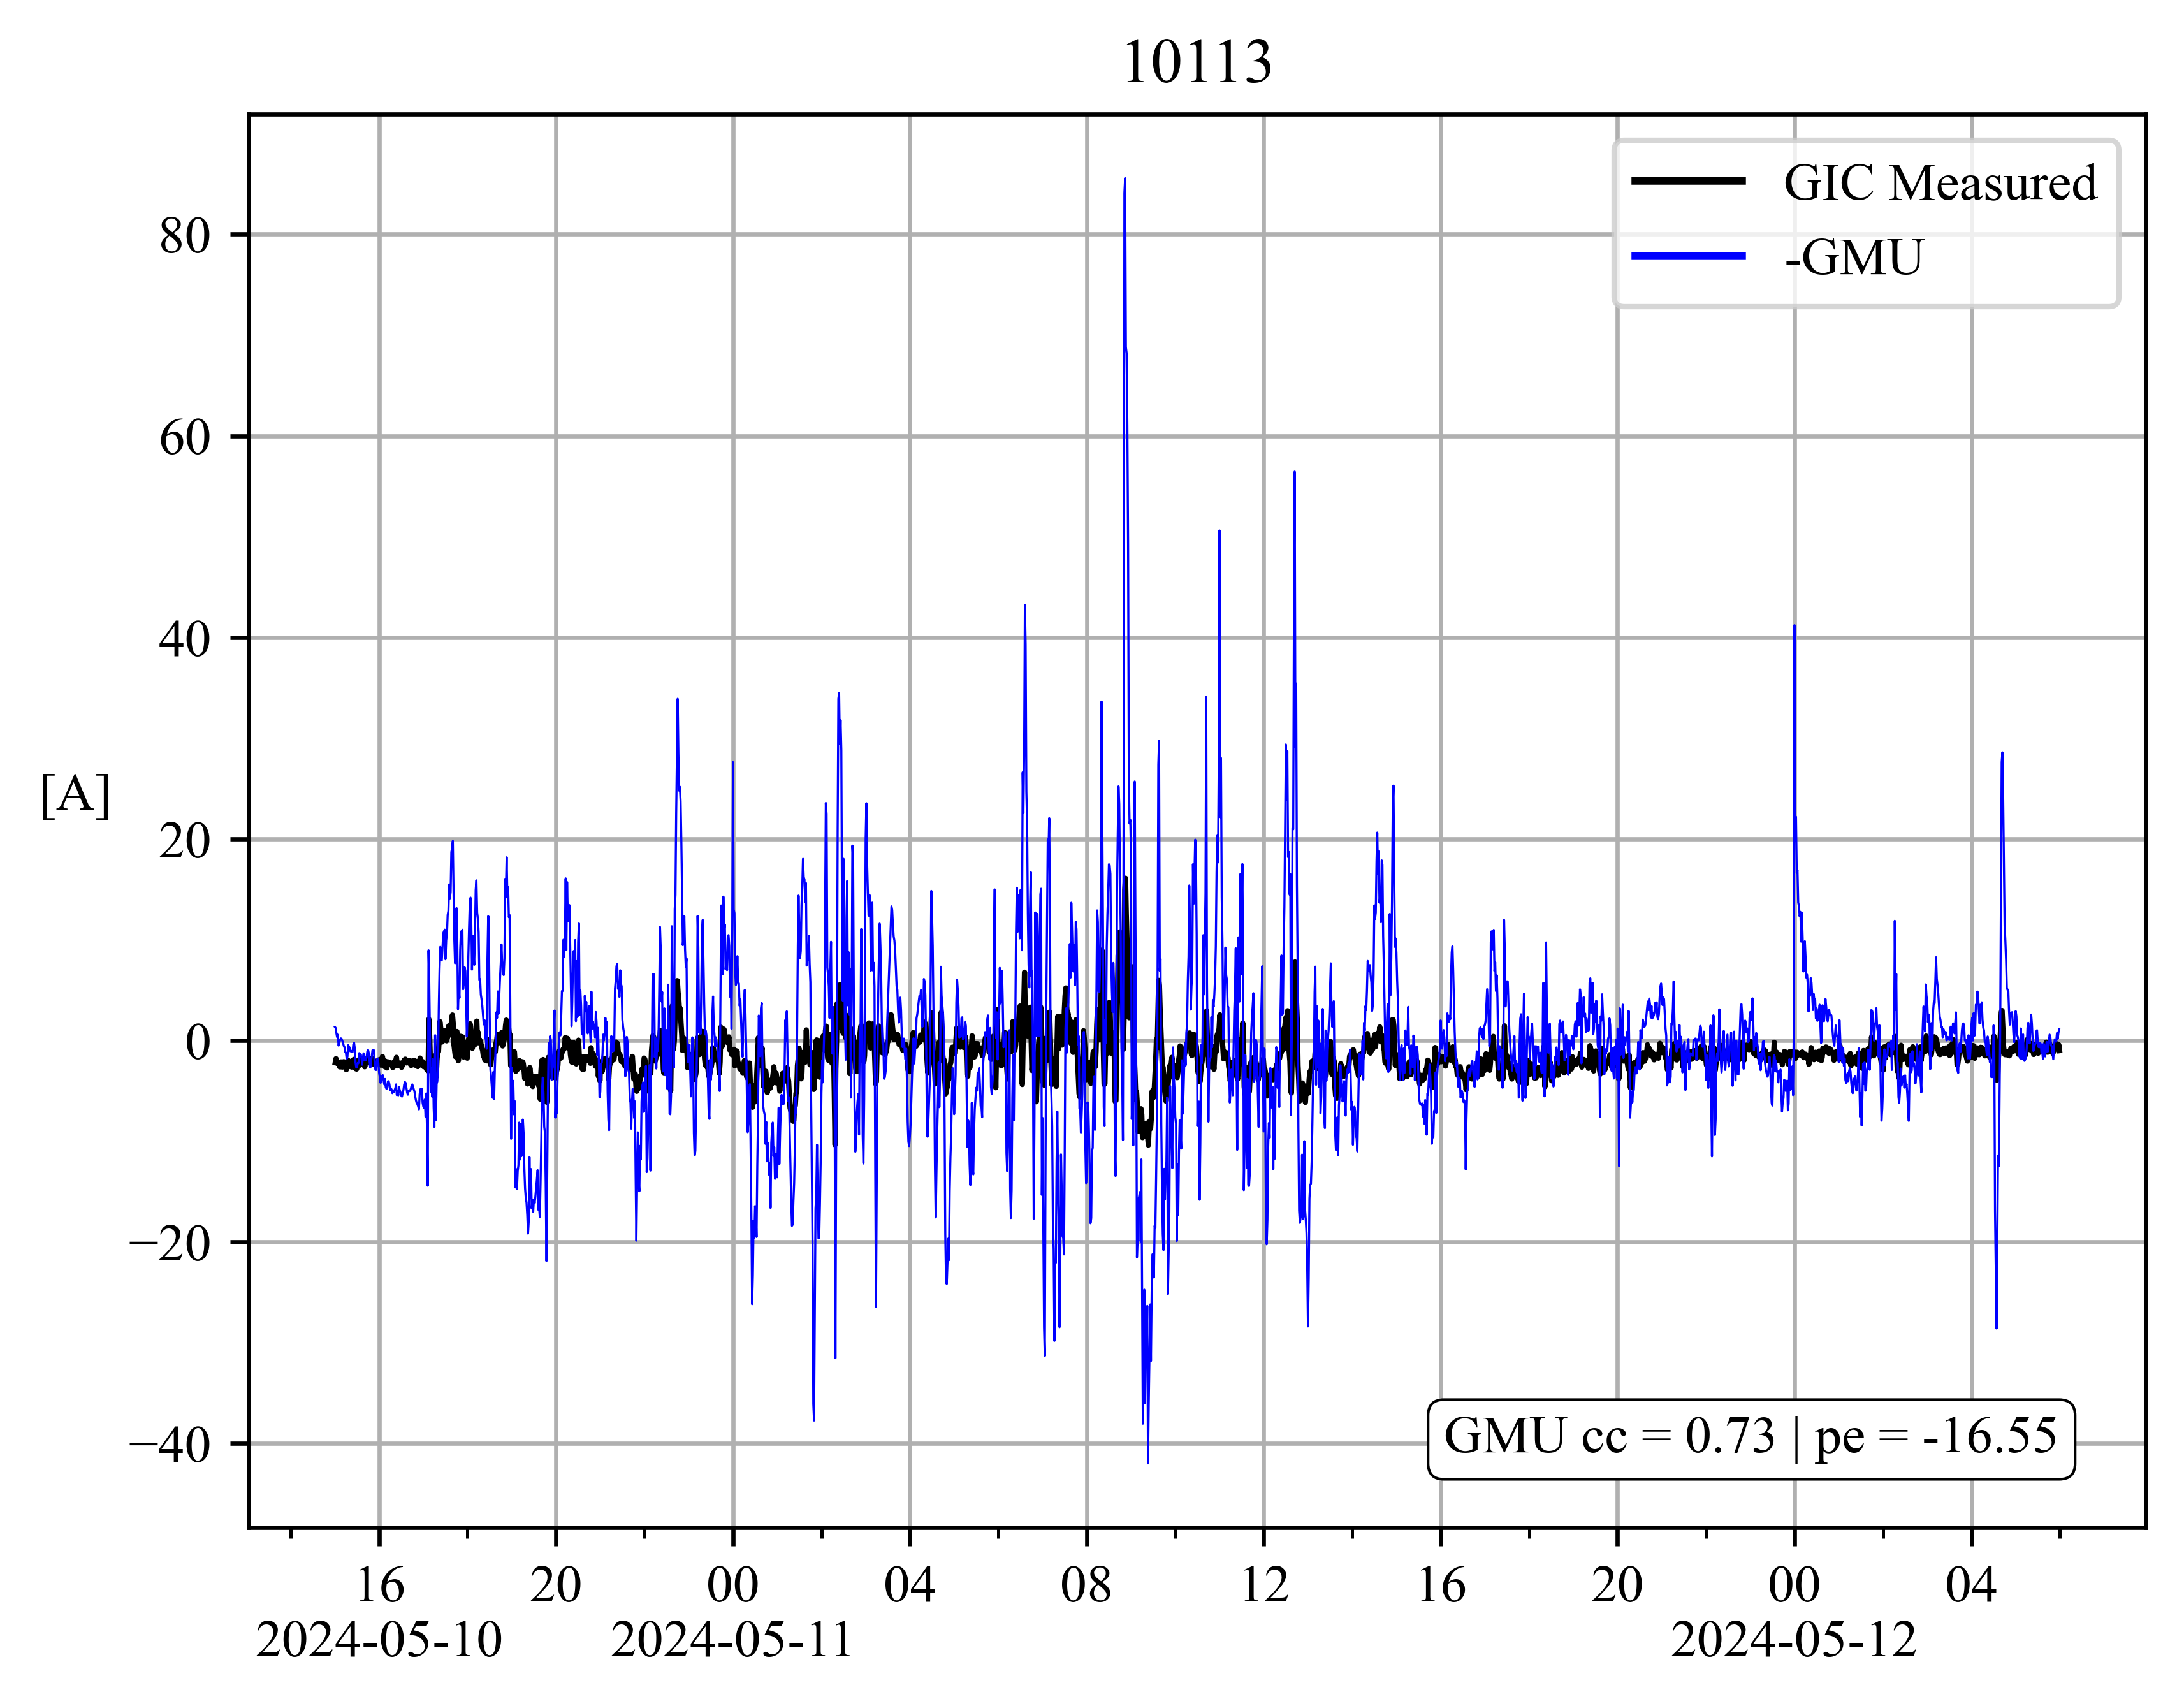 10113
GIC Measured
-GMU
80
60
40
[A]
20
0
−20
−40
GMU cc = 0.73 | pe = -16.55
16 20 00 04 08 12 16 20 00 04
2024-05-10 2024-05-11 2024-05-12